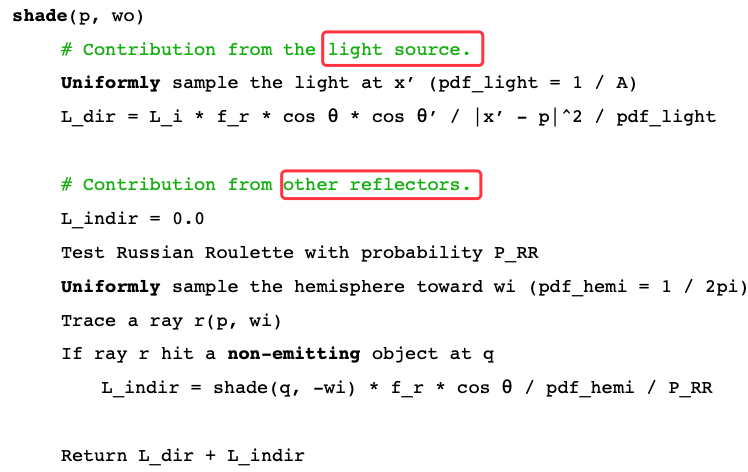 shade(p, wo)
# Contribution from the light source.
Uniformly sample the light at x′ (pdf_light = 1 / A)
L_dir = L_i * f_r * cos θ * cos θ′ / |x′ - p|^2 / pdf_light
# Contribution from other reflectors.
L_indir = 0.0
Test Russian Roulette with probability P_RR
Uniformly sample the hemisphere toward wi (pdf_hemi = 1 / 2pi)
Trace a ray r(p, wi)
If ray r hit a non-emitting object at q
L_indir = shade(q, -wi) * f_r * cos θ / pdf_hemi / P_RR
Return L_dir + L_indir